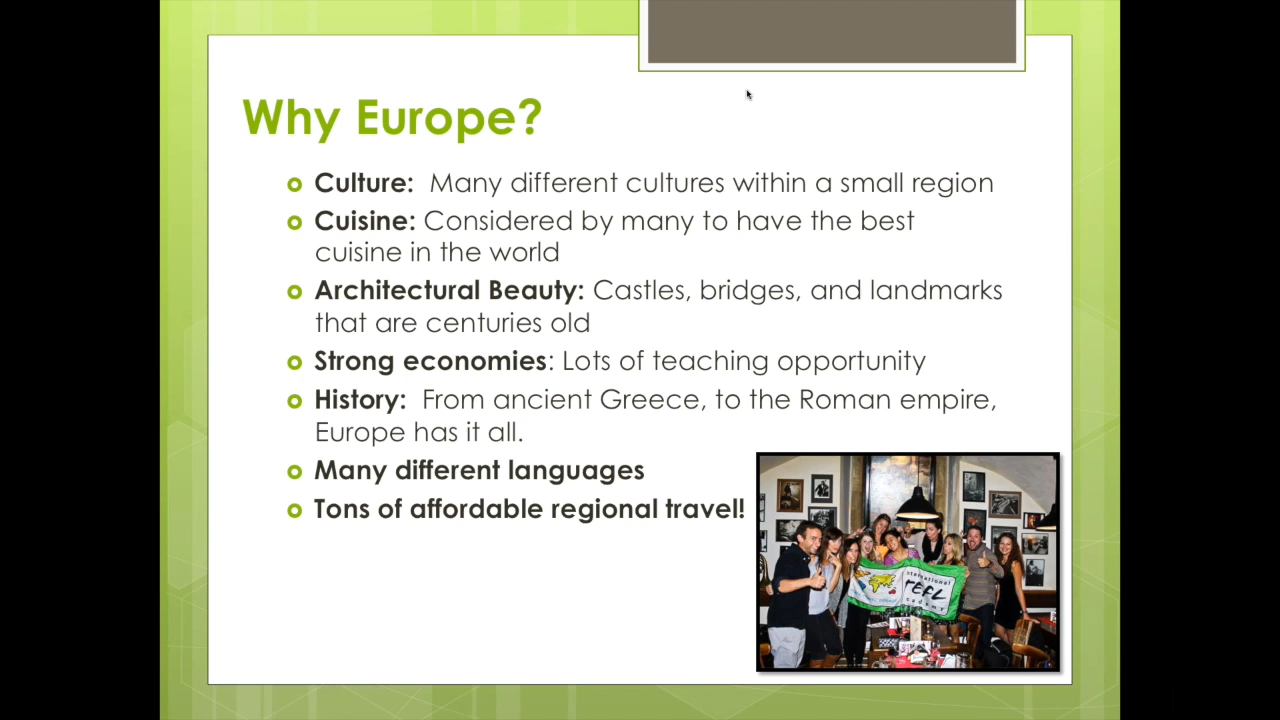 Why Europe?
Culture: Many different cultures within a small region
Cuisine: Considered by many to have the best
cuisine in the world
Architectural Beauty: Castles, bridges, and landmarks
that are centuries old
Strong economies: Lots of teaching opportunity
History: From ancient Greece, to the Roman empire,
Europe has it all.
Many different languages
Tons of affordable regional travel!
international
TEFL
academy